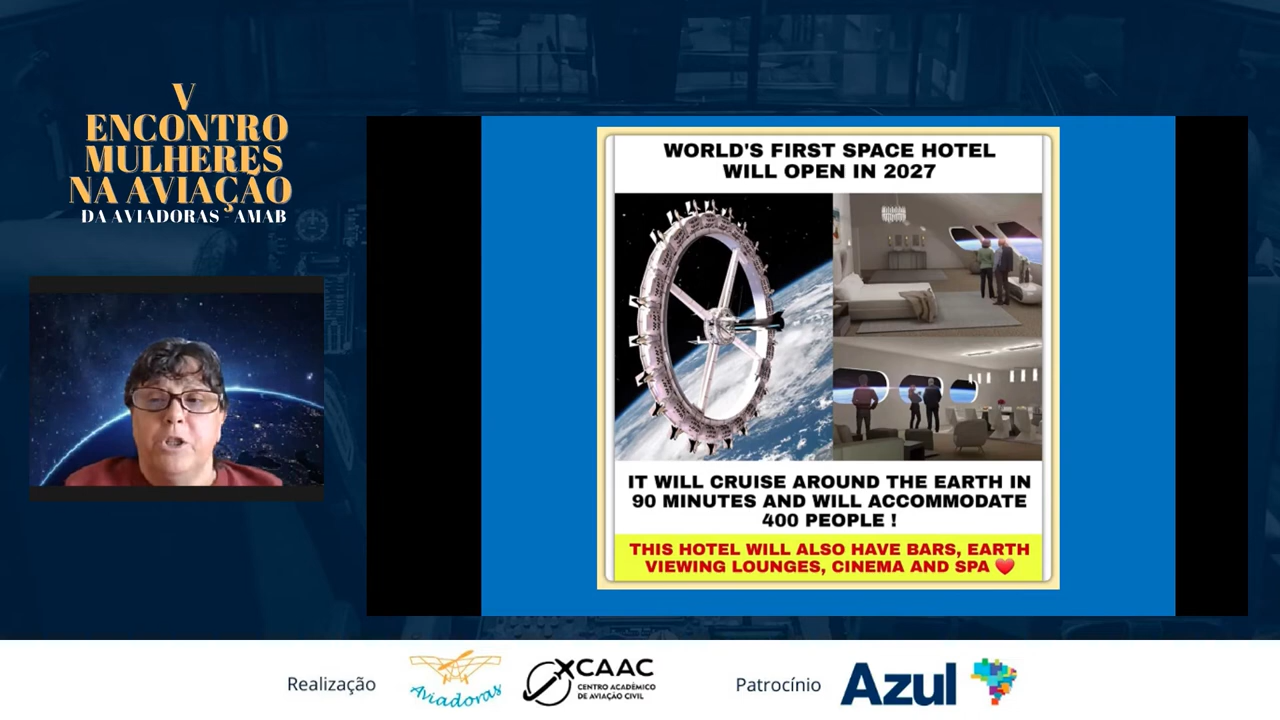 V
ENCONTRO
MULHERES
NA AVIAÇÃO
DA AVIADORAS - AMAB
WORLD'S FIRST SPACE HOTEL
WILL OPEN IN 2027
IT WILL CRUISE AROUND THE EARTH IN
90 MINUTES AND WILL ACCOMMODATE
400 PEOPLE !
THIS HOTEL WILL ALSO HAVE BARS, EARTH
VIEWING LOUNGES, CINEMA AND SPA ❤️
Realização
Aviadoras
CAAC
CENTRO ACADÊMICO
DE AVIAÇÃO CIVIL
Patrocínio
Azul